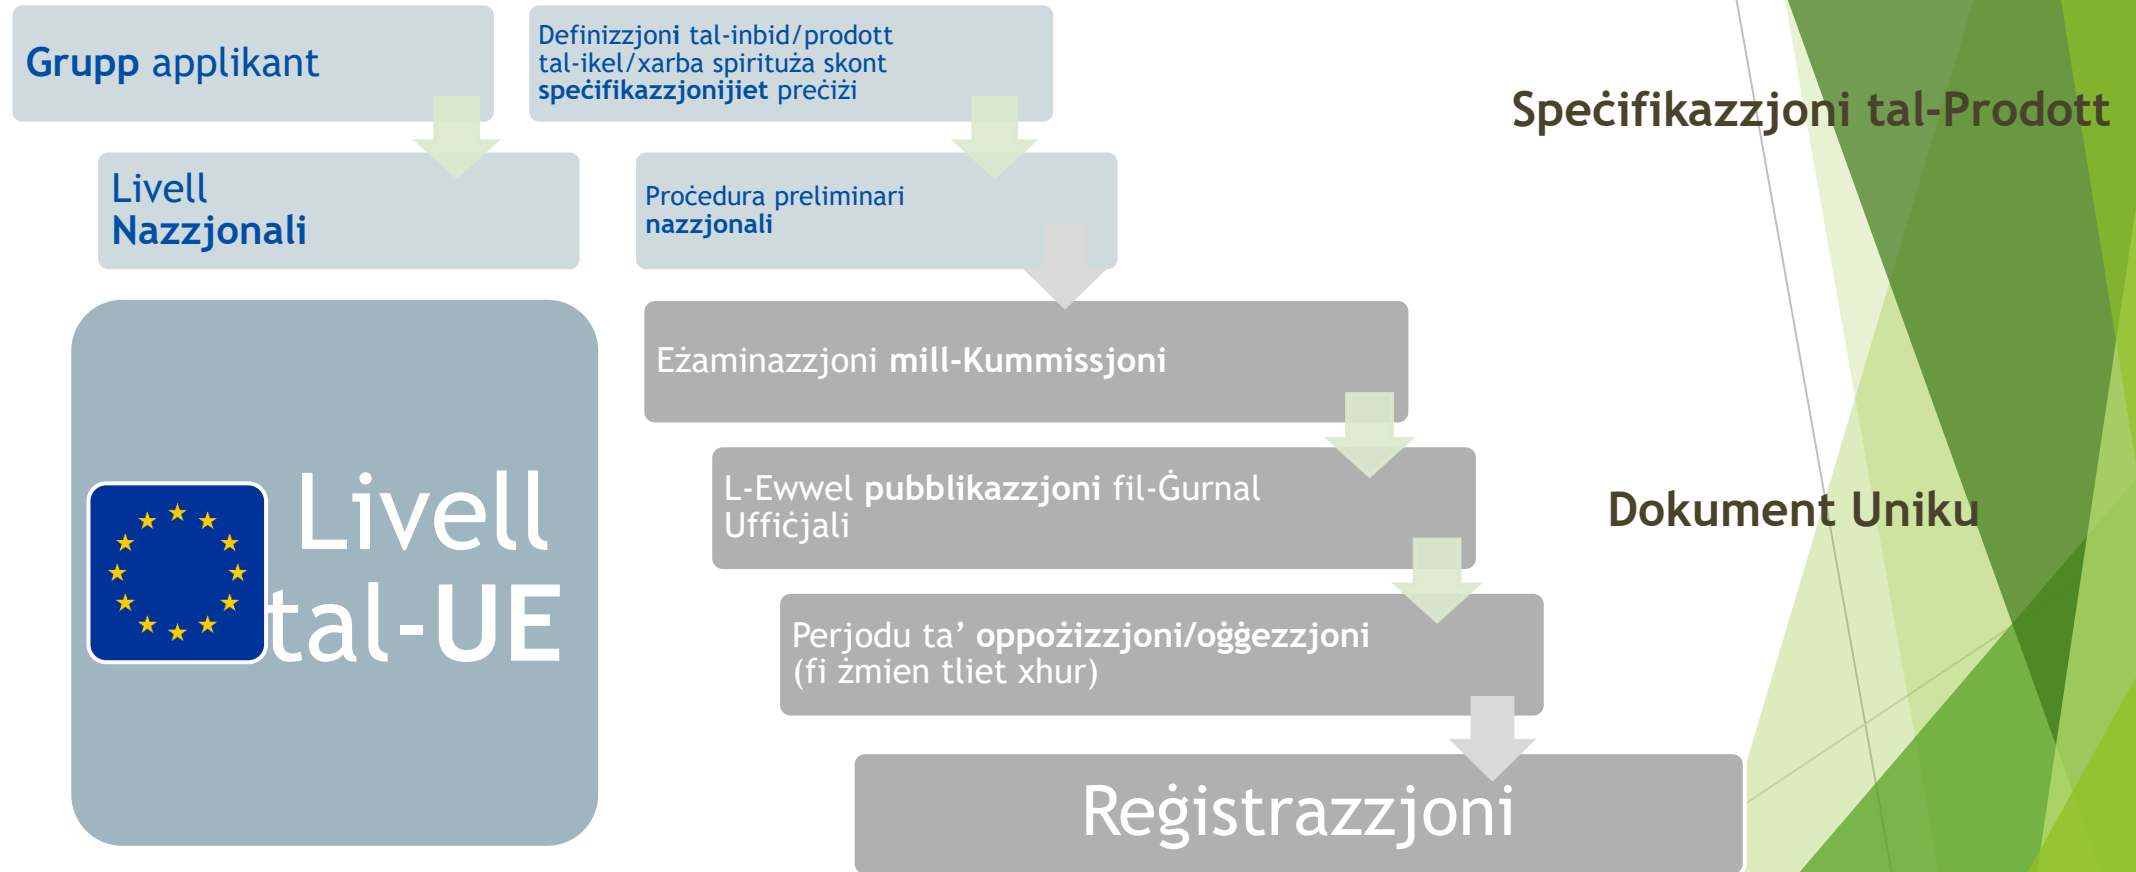 Grupp applikant
Definizzjoni tal-inbid/prodott
tal-ikel/xarba spirituża skont
speċifikazzjonijiet preċiżi
Speċifikazzjoni tal-Prodott
Livell
Nazzjonali
Proċedura preliminari
nazzjonali
Eżaminazzjoni mill-Kummissjoni
Livell
tal-UE
L-Ewwel pubblikazzjoni fil-Ġurnal
Uffiċjali
Dokument Uniku
Perjodu ta’ oppożizzjoni/oġġezzjoni
(fi żmien tliet xhur)
Reġistrazzjoni